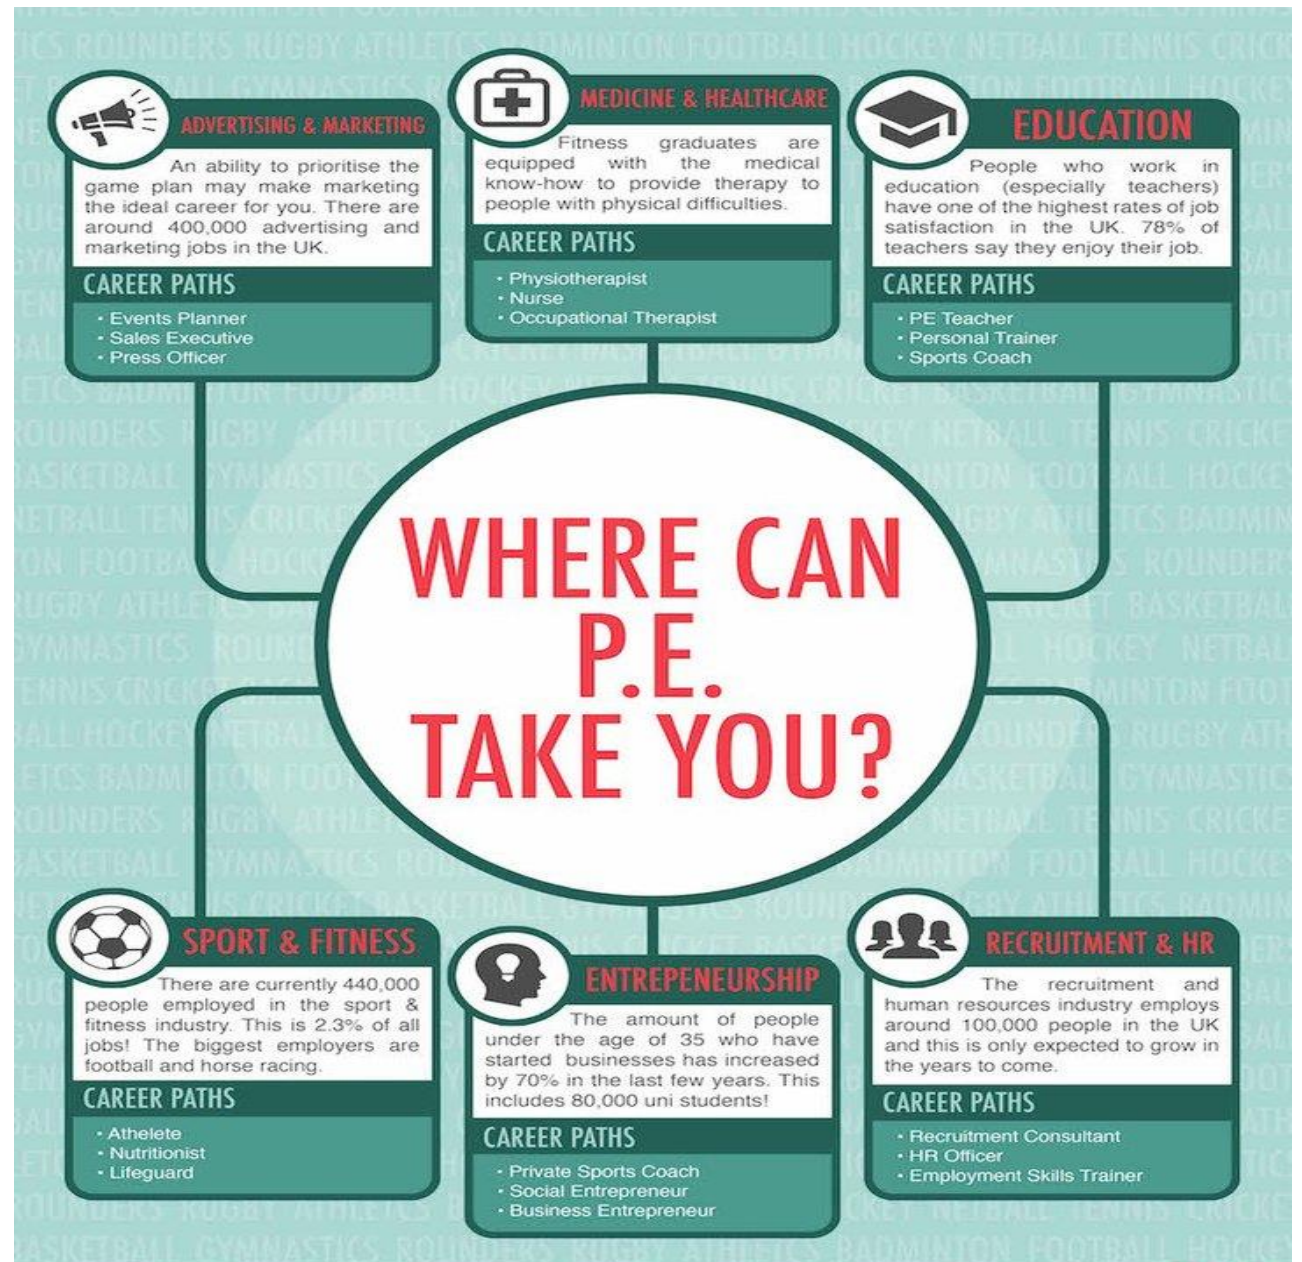 ADVERTISING & MARKETING
An ability to prioritise the
game plan may make marketing
the ideal career for you. There are
around 400,000 advertising and
marketing jobs in the UK.
CAREER PATHS
• Events Planner
• Sales Executive
• Press Officer
MEDICINE & HEALTHCARE
Fitness graduates are
equipped with the medical
know-how to provide therapy to
people with physical difficulties.
CAREER PATHS
• Physiotherapist
• Nurse
• Occupational Therapist
EDUCATION
People who work in
education (especially teachers)
have one of the highest rates of job
satisfaction in the UK. 78% of
teachers say they enjoy their job.
CAREER PATHS
• PE Teacher
• Personal Trainer
• Sports Coach
WHERE CAN
P.E.
TAKE YOU?
SPORT & FITNESS
There are currently 440,000
people employed in the sport &
fitness industry. This is 2.3% of all
jobs! The biggest employers are
football and horse racing.
CAREER PATHS
• Athelete
• Nutritionist
• Lifeguard
ENTREPENEURSHIP
The amount of people
under the age of 35 who have
started businesses has increased
by 70% in the last few years. This
includes 80,000 uni students!
CAREER PATHS
• Private Sports Coach
• Social Entrepreneur
• Business Entrepreneur
RECRUITMENT & HR
The recruitment and
human resources industry employs
around 100,000 people in the UK
and this is only expected to grow in
the years to come.
CAREER PATHS
• Recruitment Consultant
• HR Officer
• Employment Skills Trainer